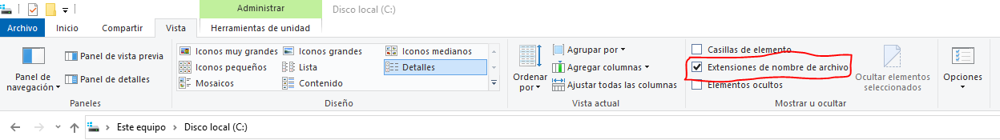 Administrar
Disco local (C:)
Archivo
Inicio
Compartir
Vista
Herramientas de unidad
Panel de navegación
Panel de vista previa
Panel de detalles
Paneles
Iconos muy grandes
Iconos grandes
Iconos medianos
Iconos pequeños
Lista
Detalles
Mosaicos
Contenido
Diseño
Ordenar por
Agrupar por
Agregar columnas
Ajustar todas las columnas
Vista actual
Casillas de elemento
Extensiones de nombre de archivo
Elementos ocultos
Ocultar elementos
seleccionados
Mostrar u ocultar
Opciones
Este equipo
Disco local (C:)